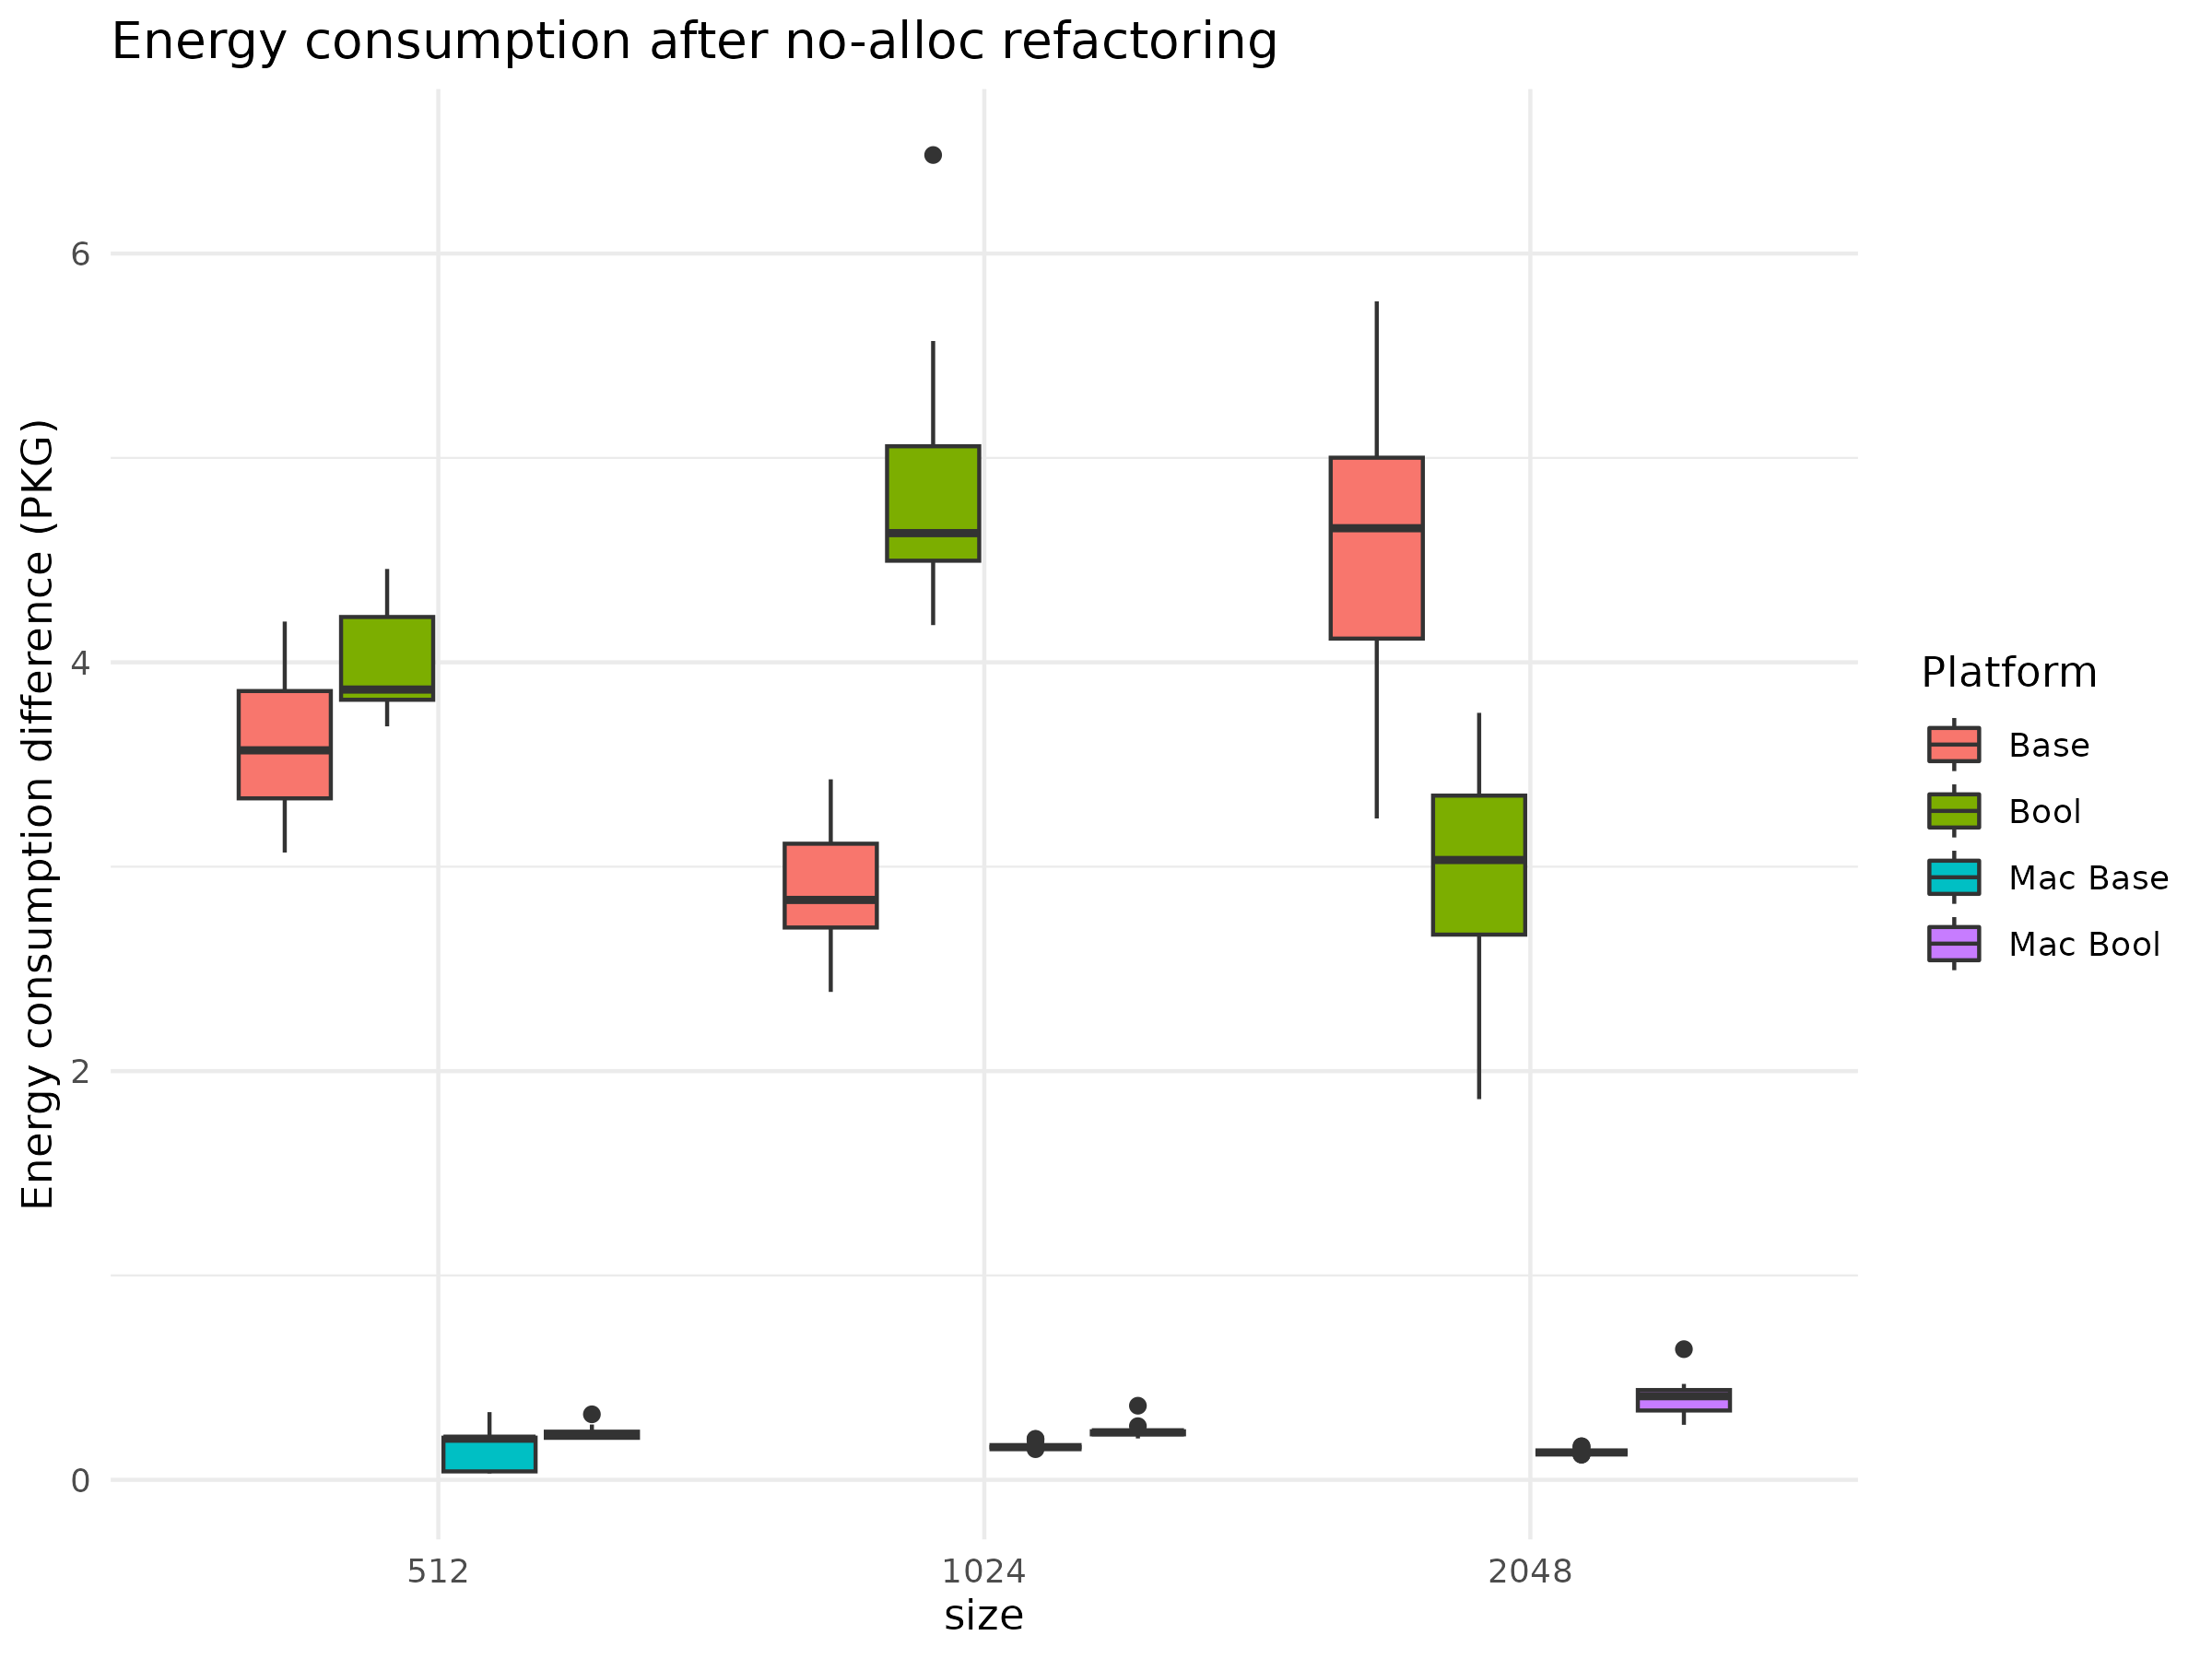 Energy consumption after no-alloc refactoring
Energy consumption difference (PKG)
6
4
2
0
512
1024
2048
size
Platform
Base
Bool
Mac Base
Mac Bool